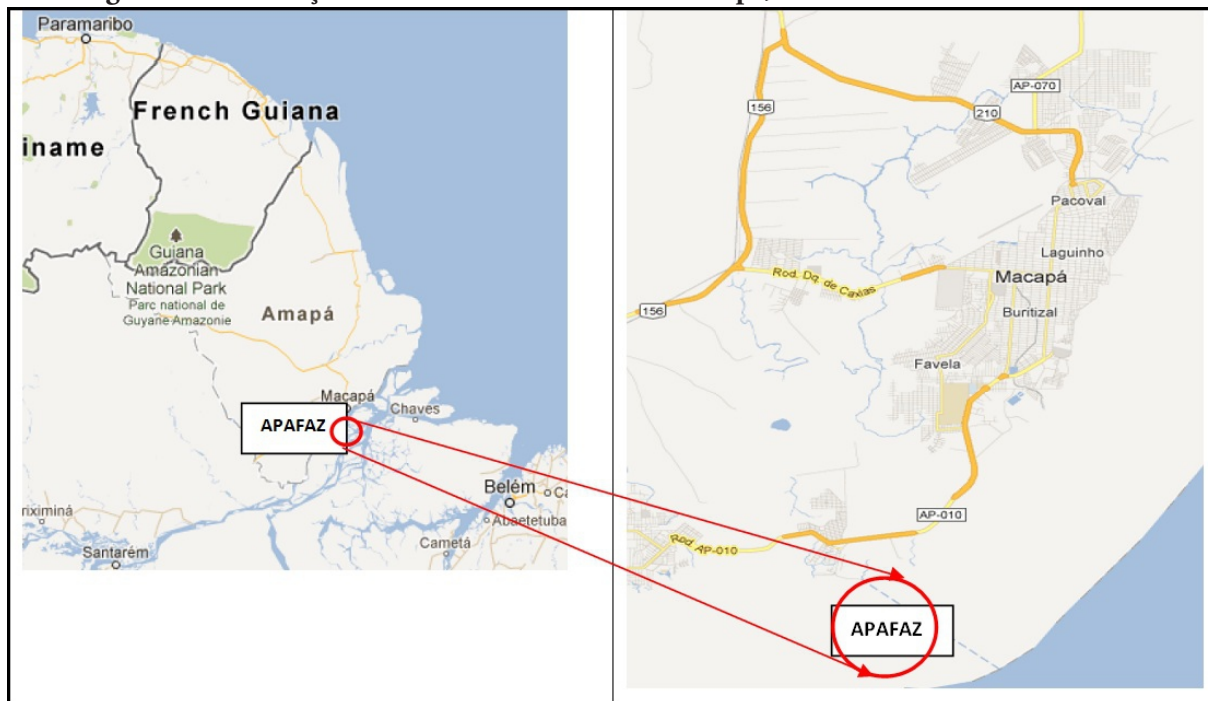 Paramaribo
French Guiana
iname
Guiana
Amazonian
National Park
Parc national de
Guyane Amazonie
Amapá
Macapá
Chaves
APAFAZ
Belém
Abaetetuba
riximiná
Cametá
Santarém
AP-070
156
210
Pacoval
Laguinho
Rod. Dq. de Caxias
Macapá
156
Buritizal
Favela
AP-010
Rod. AP-010
APAFAZ